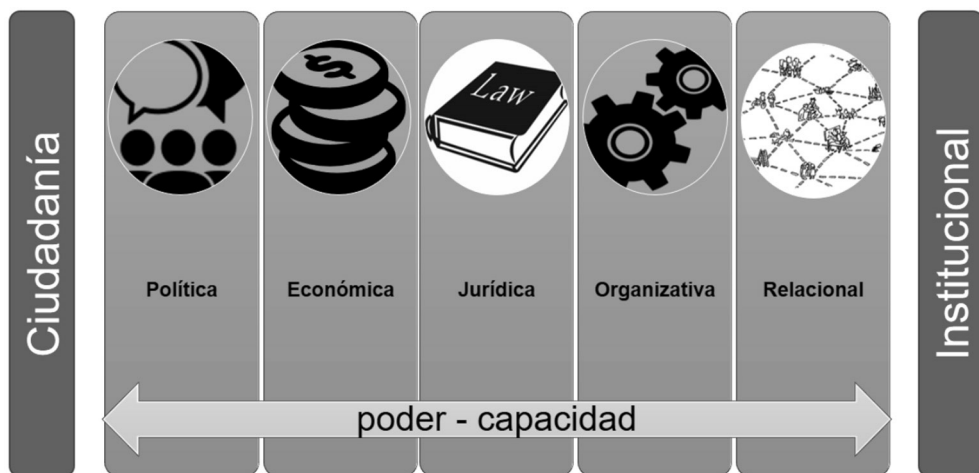 Ciudadanía
Política
Económica
Law
Jurídica
Organizativa
Relacional
Institucional
poder - capacidad